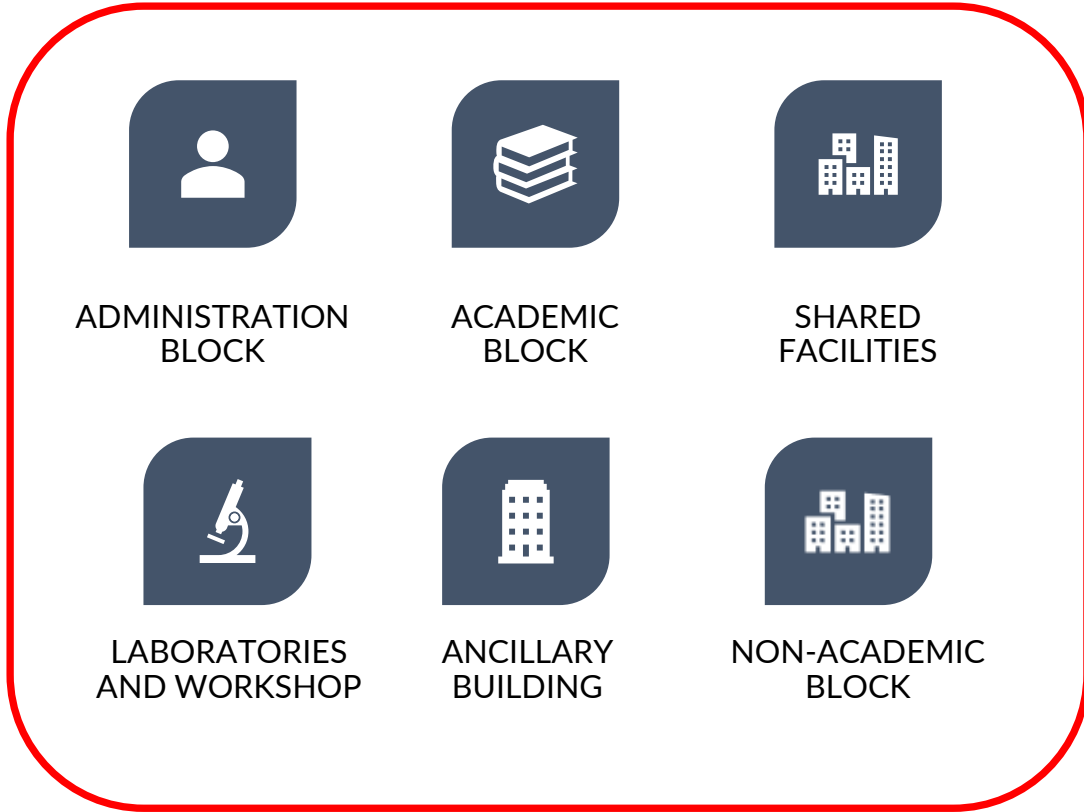 ADMINISTRATION
BLOCK
ACADEMIC
BLOCK
SHARED
FACILITIES
LABORATORIES
AND WORKSHOP
ANCILLARY
BUILDING
NON-ACADEMIC
BLOCK